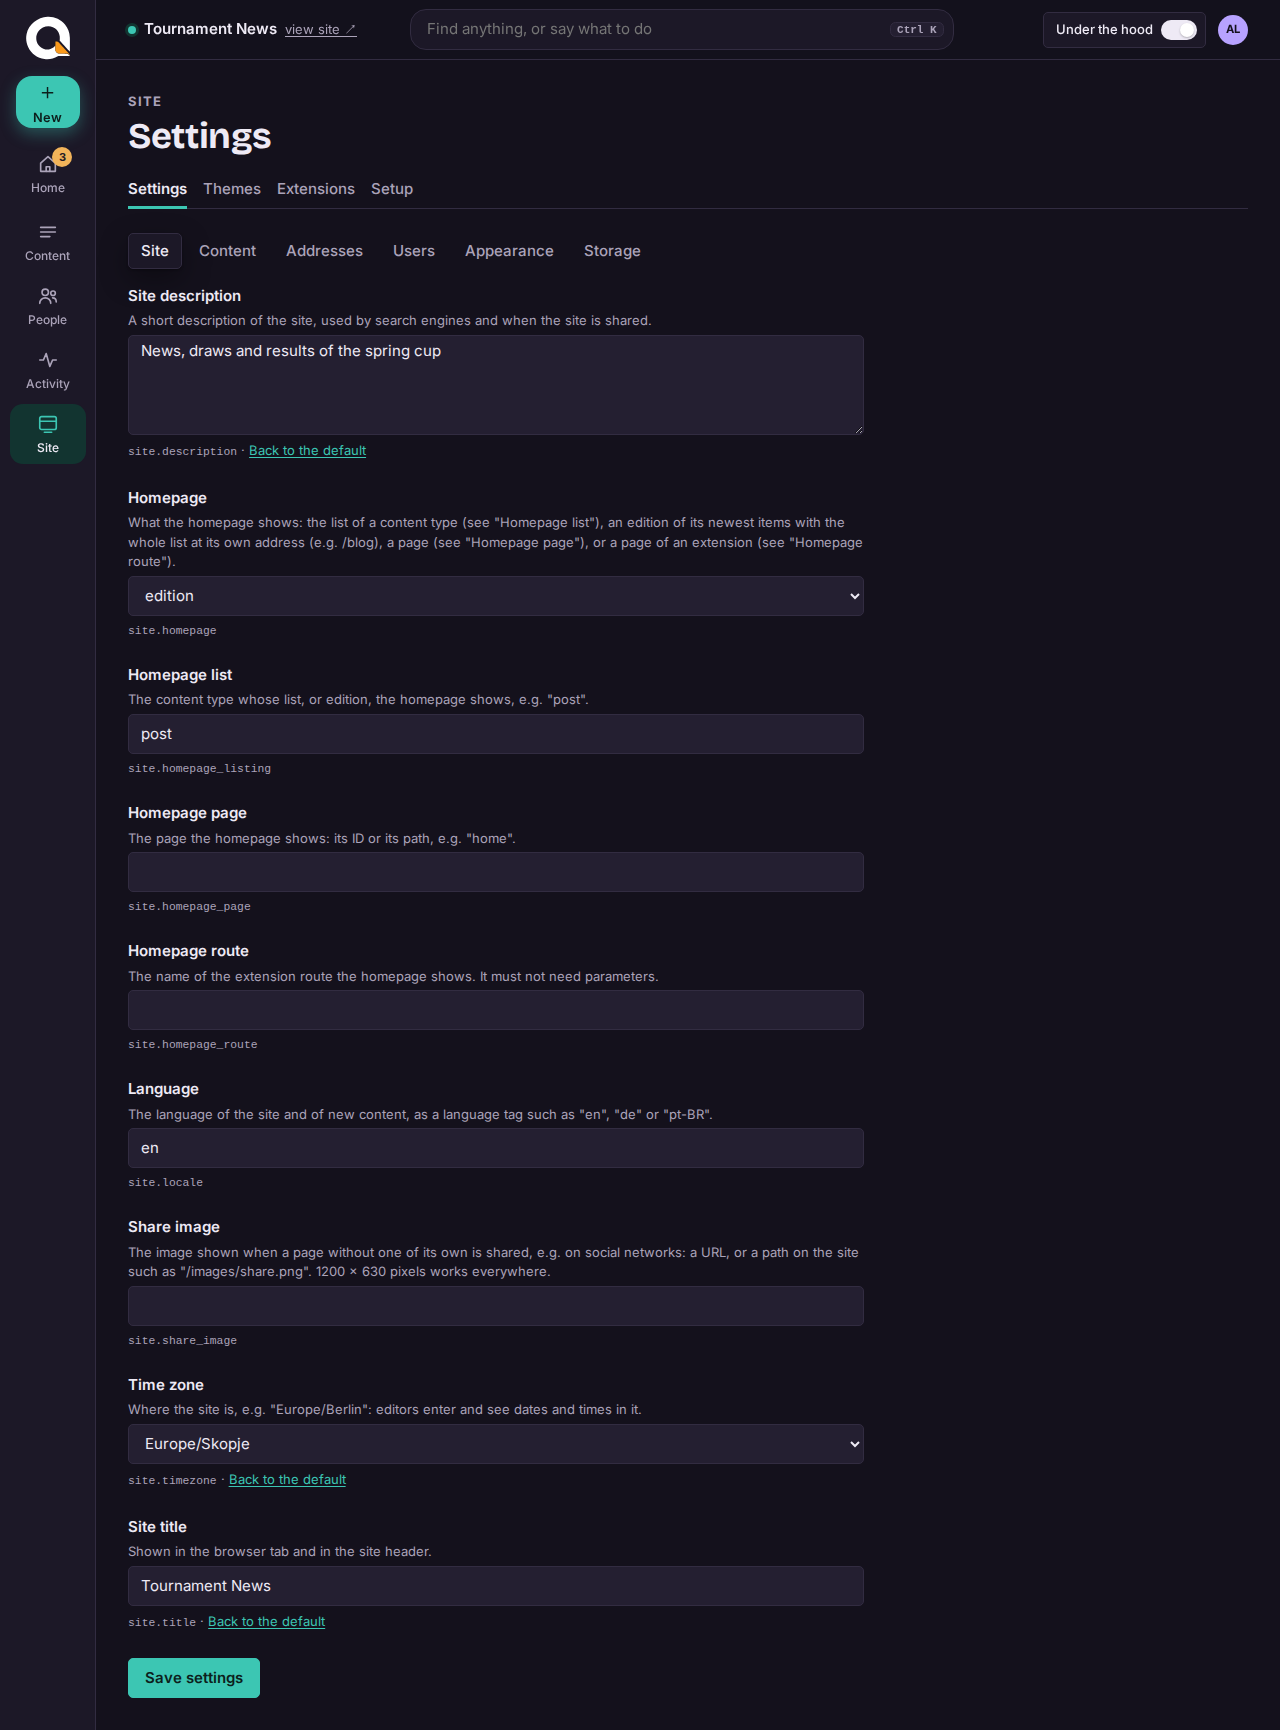 Tournament News view site ↗
Find anything, or say what to do
Ctrl K
Under the hood
AL
+
New
3
Home
Content
People
Activity
Site
SITE
Settings
Settings Themes Extensions Setup
Site Content Addresses Users Appearance Storage
Site description
A short description of the site, used by search engines and when the site is shared.
News, draws and results of the spring cup
site.description · Back to the default
Homepage
What the homepage shows: the list of a content type (see "Homepage list"), an edition of its newest items with the
whole list at its own address (e.g. /blog), a page (see "Homepage page"), or a page of an extension (see "Homepage
route").
edition
site.homepage
Homepage list
The content type whose list, or edition, the homepage shows, e.g. "post".
post
site.homepage_listing
Homepage page
The page the homepage shows: its ID or its path, e.g. "home".
site.homepage_page
Homepage route
The name of the extension route the homepage shows. It must not need parameters.
site.homepage_route
Language
The language of the site and of new content, as a language tag such as "en", "de" or "pt-BR".
en
site.locale
Share image
The image shown when a page without one of its own is shared, e.g. on social networks: a URL, or a path on the site
such as "/images/share.png". 1200 × 630 pixels works everywhere.
site.share_image
Time zone
Where the site is, e.g. "Europe/Berlin": editors enter and see dates and times in it.
Europe/Skopje
site.timezone · Back to the default
Site title
Shown in the browser tab and in the site header.
Tournament News
site.title · Back to the default
Save settings